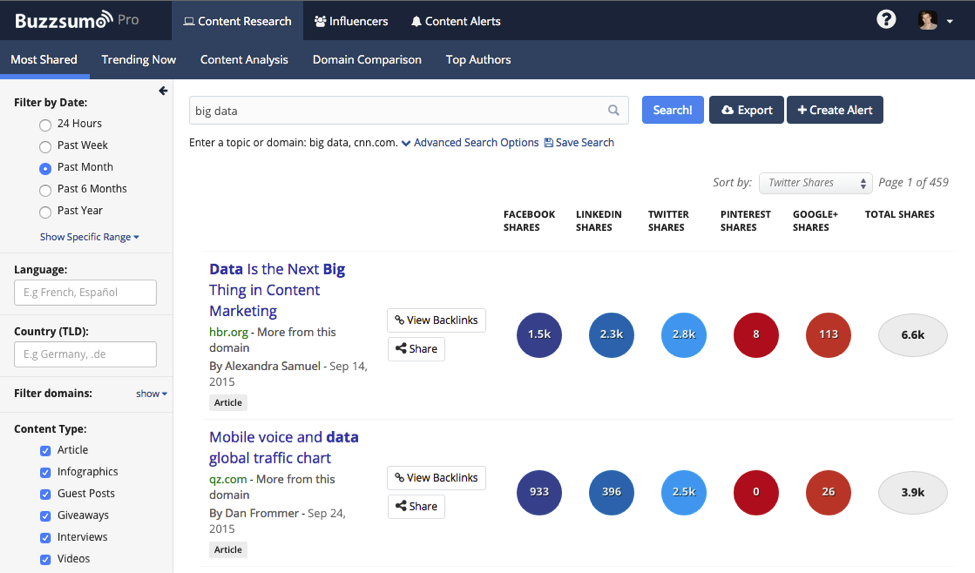 Buzzsumo Pro
Content Research
Influencers
Content Alerts
?
Most Shared
Trending Now
Content Analysis
Domain Comparison
Top Authors
Filter by Date:
24 Hours
Past Week
Past Month
Past 6 Months
Past Year
Show Specific Range
Language:
E.g French, Español
Country (TLD):
E.g Germany, .de
Filter domains: show
Content Type:
Article
Infographics
Guest Posts
Giveaways
Interviews
Videos
big data
Search!
Export
+ Create Alert
Enter a topic or domain: big data, cnn.com. Advanced Search Options Save Search
Sort by: Twitter Shares Page 1 of 459
FACEBOOK SHARES
LINKEDIN SHARES
TWITTER SHARES
PINTEREST SHARES
GOOGLE+ SHARES
TOTAL SHARES
Data Is the Next Big
Thing in Content
Marketing
hbr.org - More from this
domain
By Alexandra Samuel - Sep 14,
2015
Article
View Backlinks
Share
1.5k
2.3k
2.8k
8
113
6.6k
Mobile voice and data
global traffic chart
qz.com - More from this
domain
By Dan Frommer - Sep 24,
2015
Article
View Backlinks
Share
933
396
2.5k
0
26
3.9k